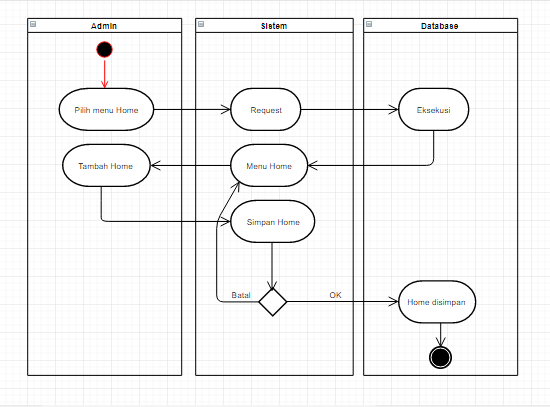 Admin
Sistem
Database
Pilih menu Home
Request
Eksekusi
Tambah Home
Menu Home
Simpan Home
Batal
OK
Home disimpan